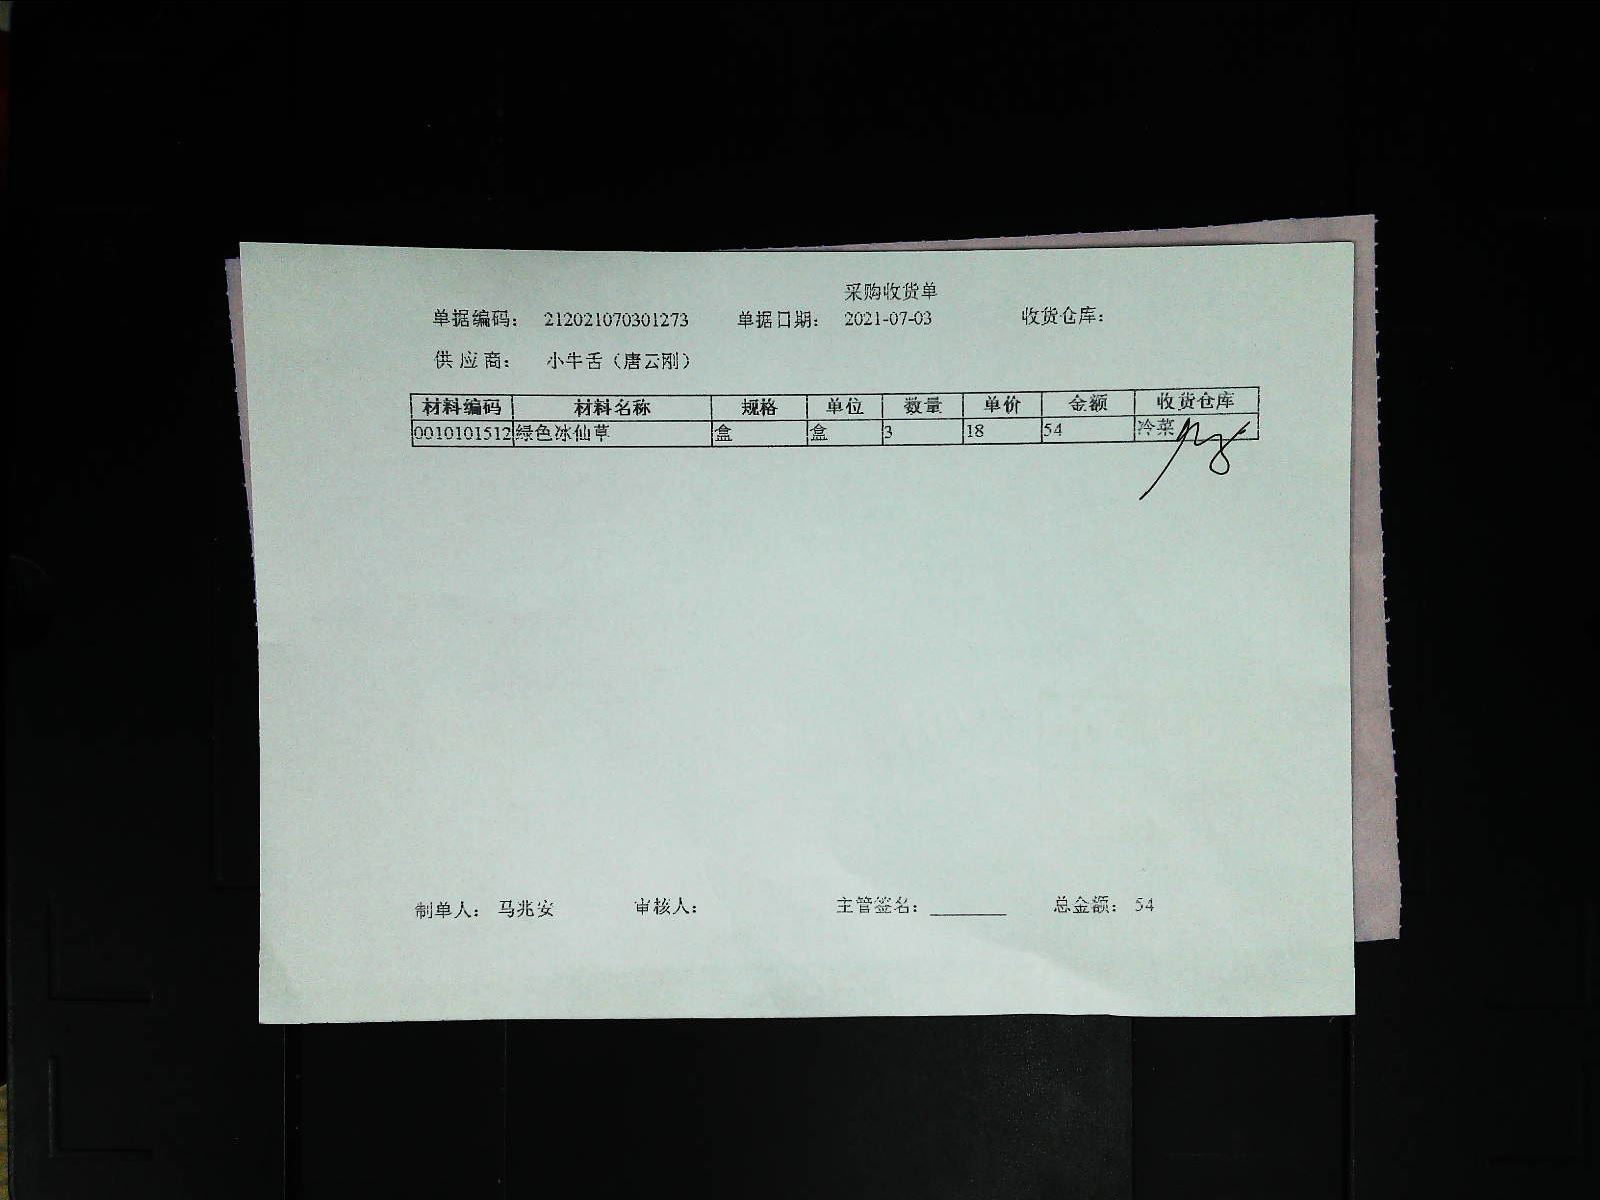 采购收货单
单据编码： 212021070301273 单据日期： 2021-07-03 收货仓库：
供 应 商： 小牛舌（唐云刚）
材料编码 材料名称 规格 单位 数量 单价 金额 收货仓库
0010101512 绿色冰仙草 盒 盒 3 18 54 冷菜
制单人： 马兆安 审核人： 主管签名：________ 总金额： 54